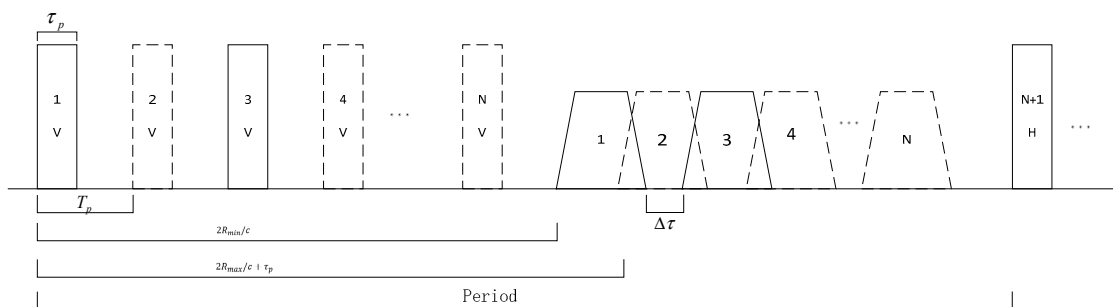 τ_p
1 2 3 4 N N+1
V V V V ... V H ...
1 2 3 4 ... N
T_p
Δτ
2R_min/c
2R_max/c + τ_p
Period